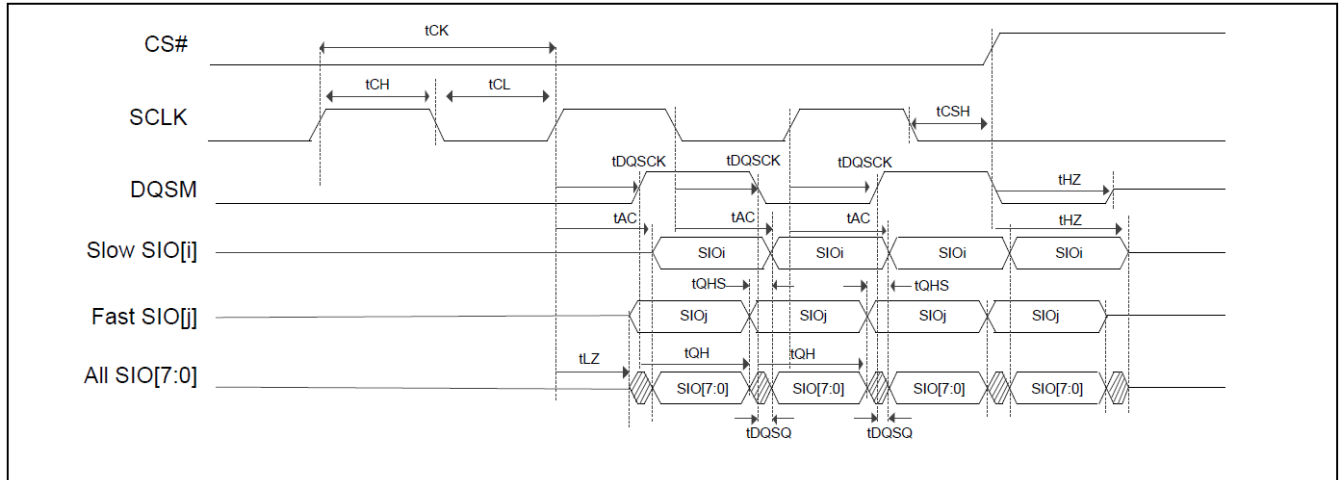 CS#
tCK
tCH
tCL
SCLK
tCSH
tDQSCK
tDQSCK
tDQSCK
DQSM
tHZ
tAC
tAC
tAC
tHZ
Slow SIO[i]
SIOi
SIOi
SIOi
SIOi
tQHS
tQHS
Fast SIO[j]
SIOj
SIOj
SIOj
SIOj
tLZ
tQH
tQH
All SIO[7:0]
SIO[7:0]
SIO[7:0]
SIO[7:0]
SIO[7:0]
tDQSQ
tDQSQ